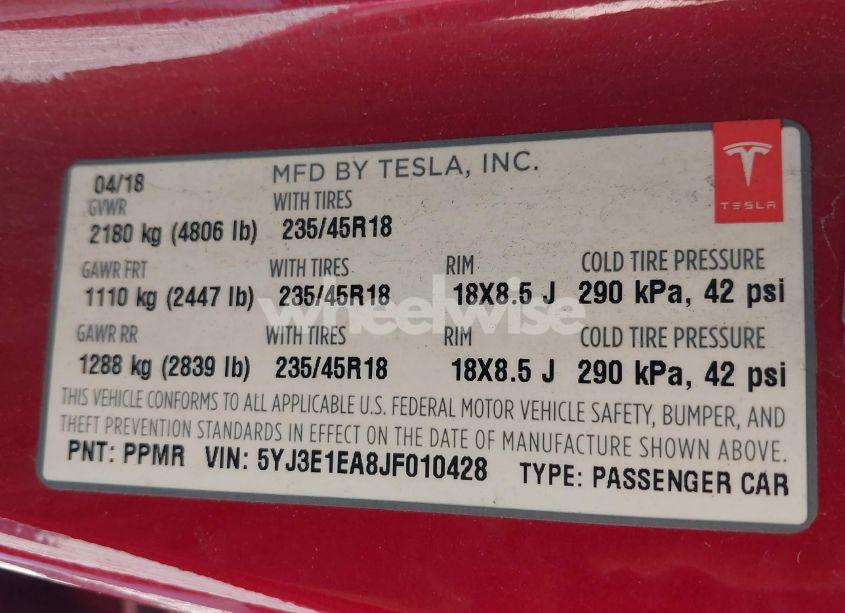 04/18 MFD BY TESLA, INC.
TESLA
GVWR WITH TIRES
2180 kg (4806 lb) 235/45R18
GAWR FRT WITH TIRES RIM COLD TIRE PRESSURE
1110 kg (2447 lb) 235/45R18 18X8.5 J 290 kPa, 42 psi
wheelwise
GAWR RR WITH TIRES RIM COLD TIRE PRESSURE
1288 kg (2839 lb) 235/45R18 18X8.5 J 290 kPa, 42 psi
THIS VEHICLE CONFORMS TO ALL APPLICABLE U.S. FEDERAL MOTOR VEHICLE SAFETY, BUMPER, AND
THEFT PREVENTION STANDARDS IN EFFECT ON THE DATE OF MANUFACTURE SHOWN ABOVE.
PNT: PPMR VIN: 5YJ3E1EA8JF010428 TYPE: PASSENGER CAR